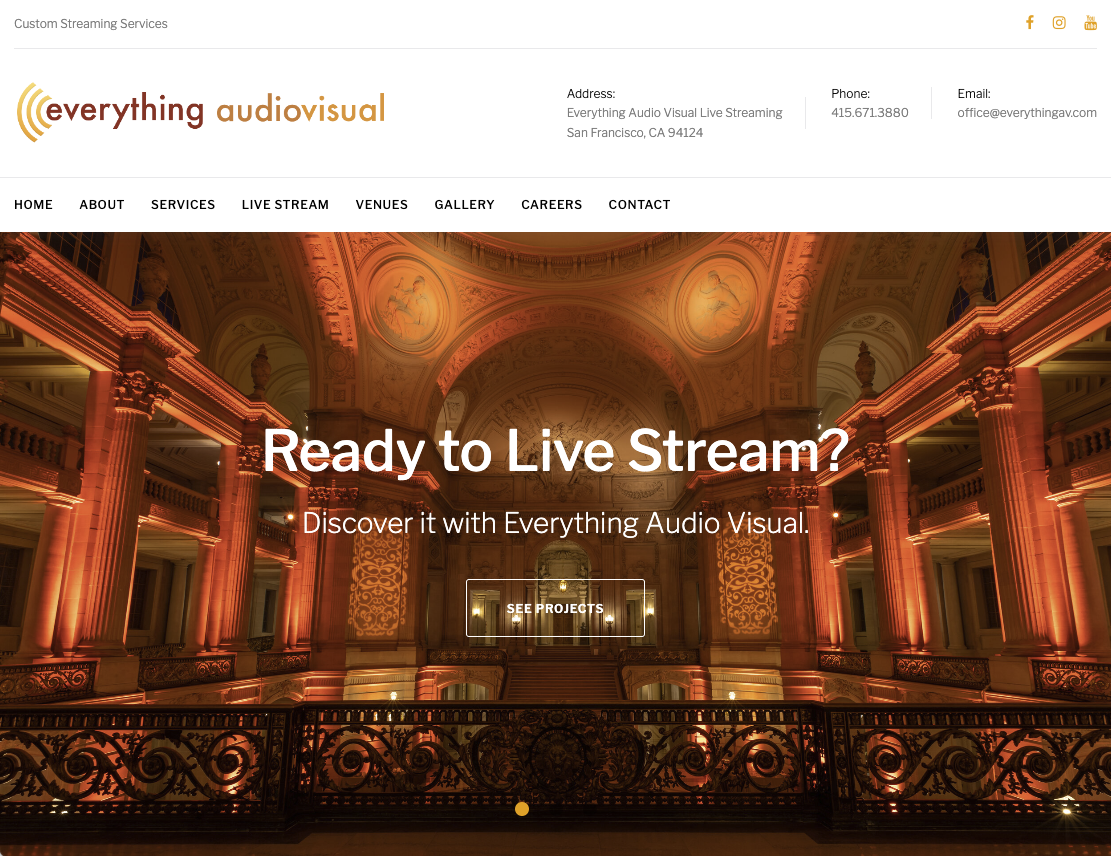 Custom Streaming Services
everything audiovisual
Address:
Everything Audio Visual Live Streaming
San Francisco, CA 94124
Phone:
415.671.3880
Email:
office@everythingav.com
HOME ABOUT SERVICES LIVE STREAM VENUES GALLERY CAREERS CONTACT
Ready to Live Stream?
Discover it with Everything Audio Visual.
SEE PROJECTS